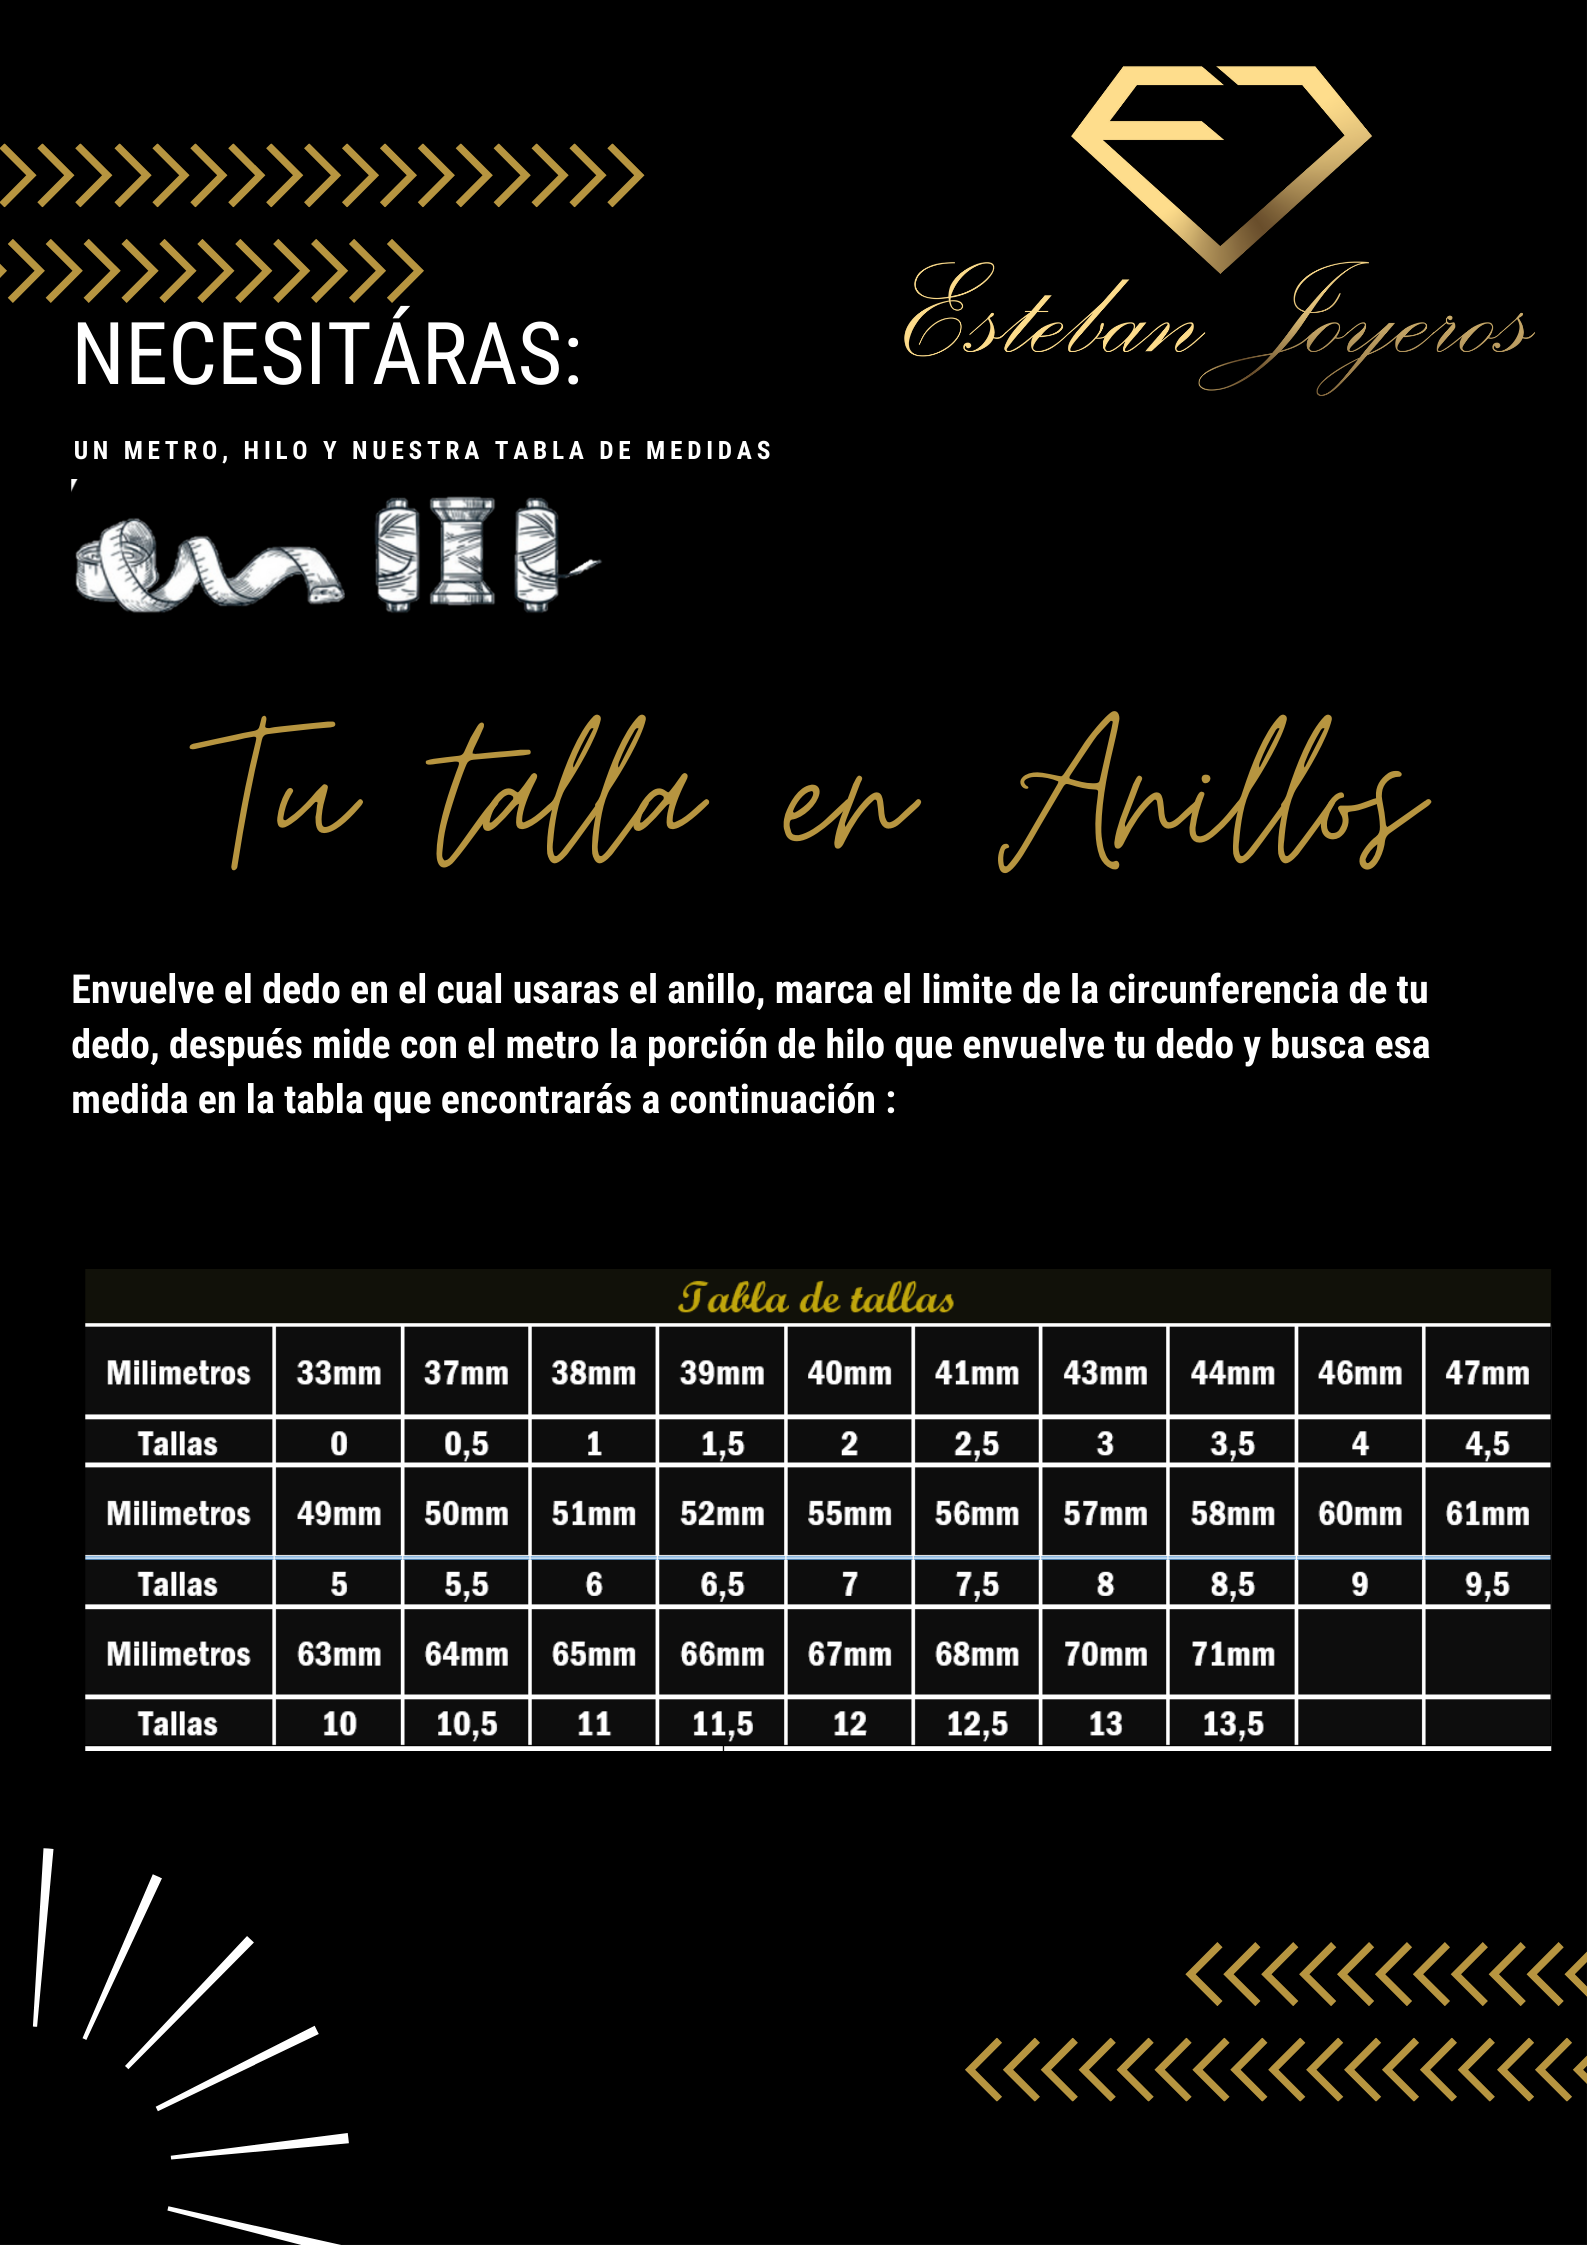 Esteban Joyeros
NECESITÁRAS:
UN METRO, HILO Y NUESTRA TABLA DE MEDIDAS
Tu talla en Anillos
Envuelve el dedo en el cual usaras el anillo, marca el limite de la circunferencia de tu
dedo, después mide con el metro la porción de hilo que envuelve tu dedo y busca esa
medida en la tabla que encontrarás a continuación :
Tabla de tallas
Milimetros 33mm 37mm 38mm 39mm 40mm 41mm 43mm 44mm 46mm 47mm
Tallas 0 0,5 1 1,5 2 2,5 3 3,5 4 4,5
Milimetros 49mm 50mm 51mm 52mm 55mm 56mm 57mm 58mm 60mm 61mm
Tallas 5 5,5 6 6,5 7 7,5 8 8,5 9 9,5
Milimetros 63mm 64mm 65mm 66mm 67mm 68mm 70mm 71mm
Tallas 10 10,5 11 11,5 12 12,5 13 13,5